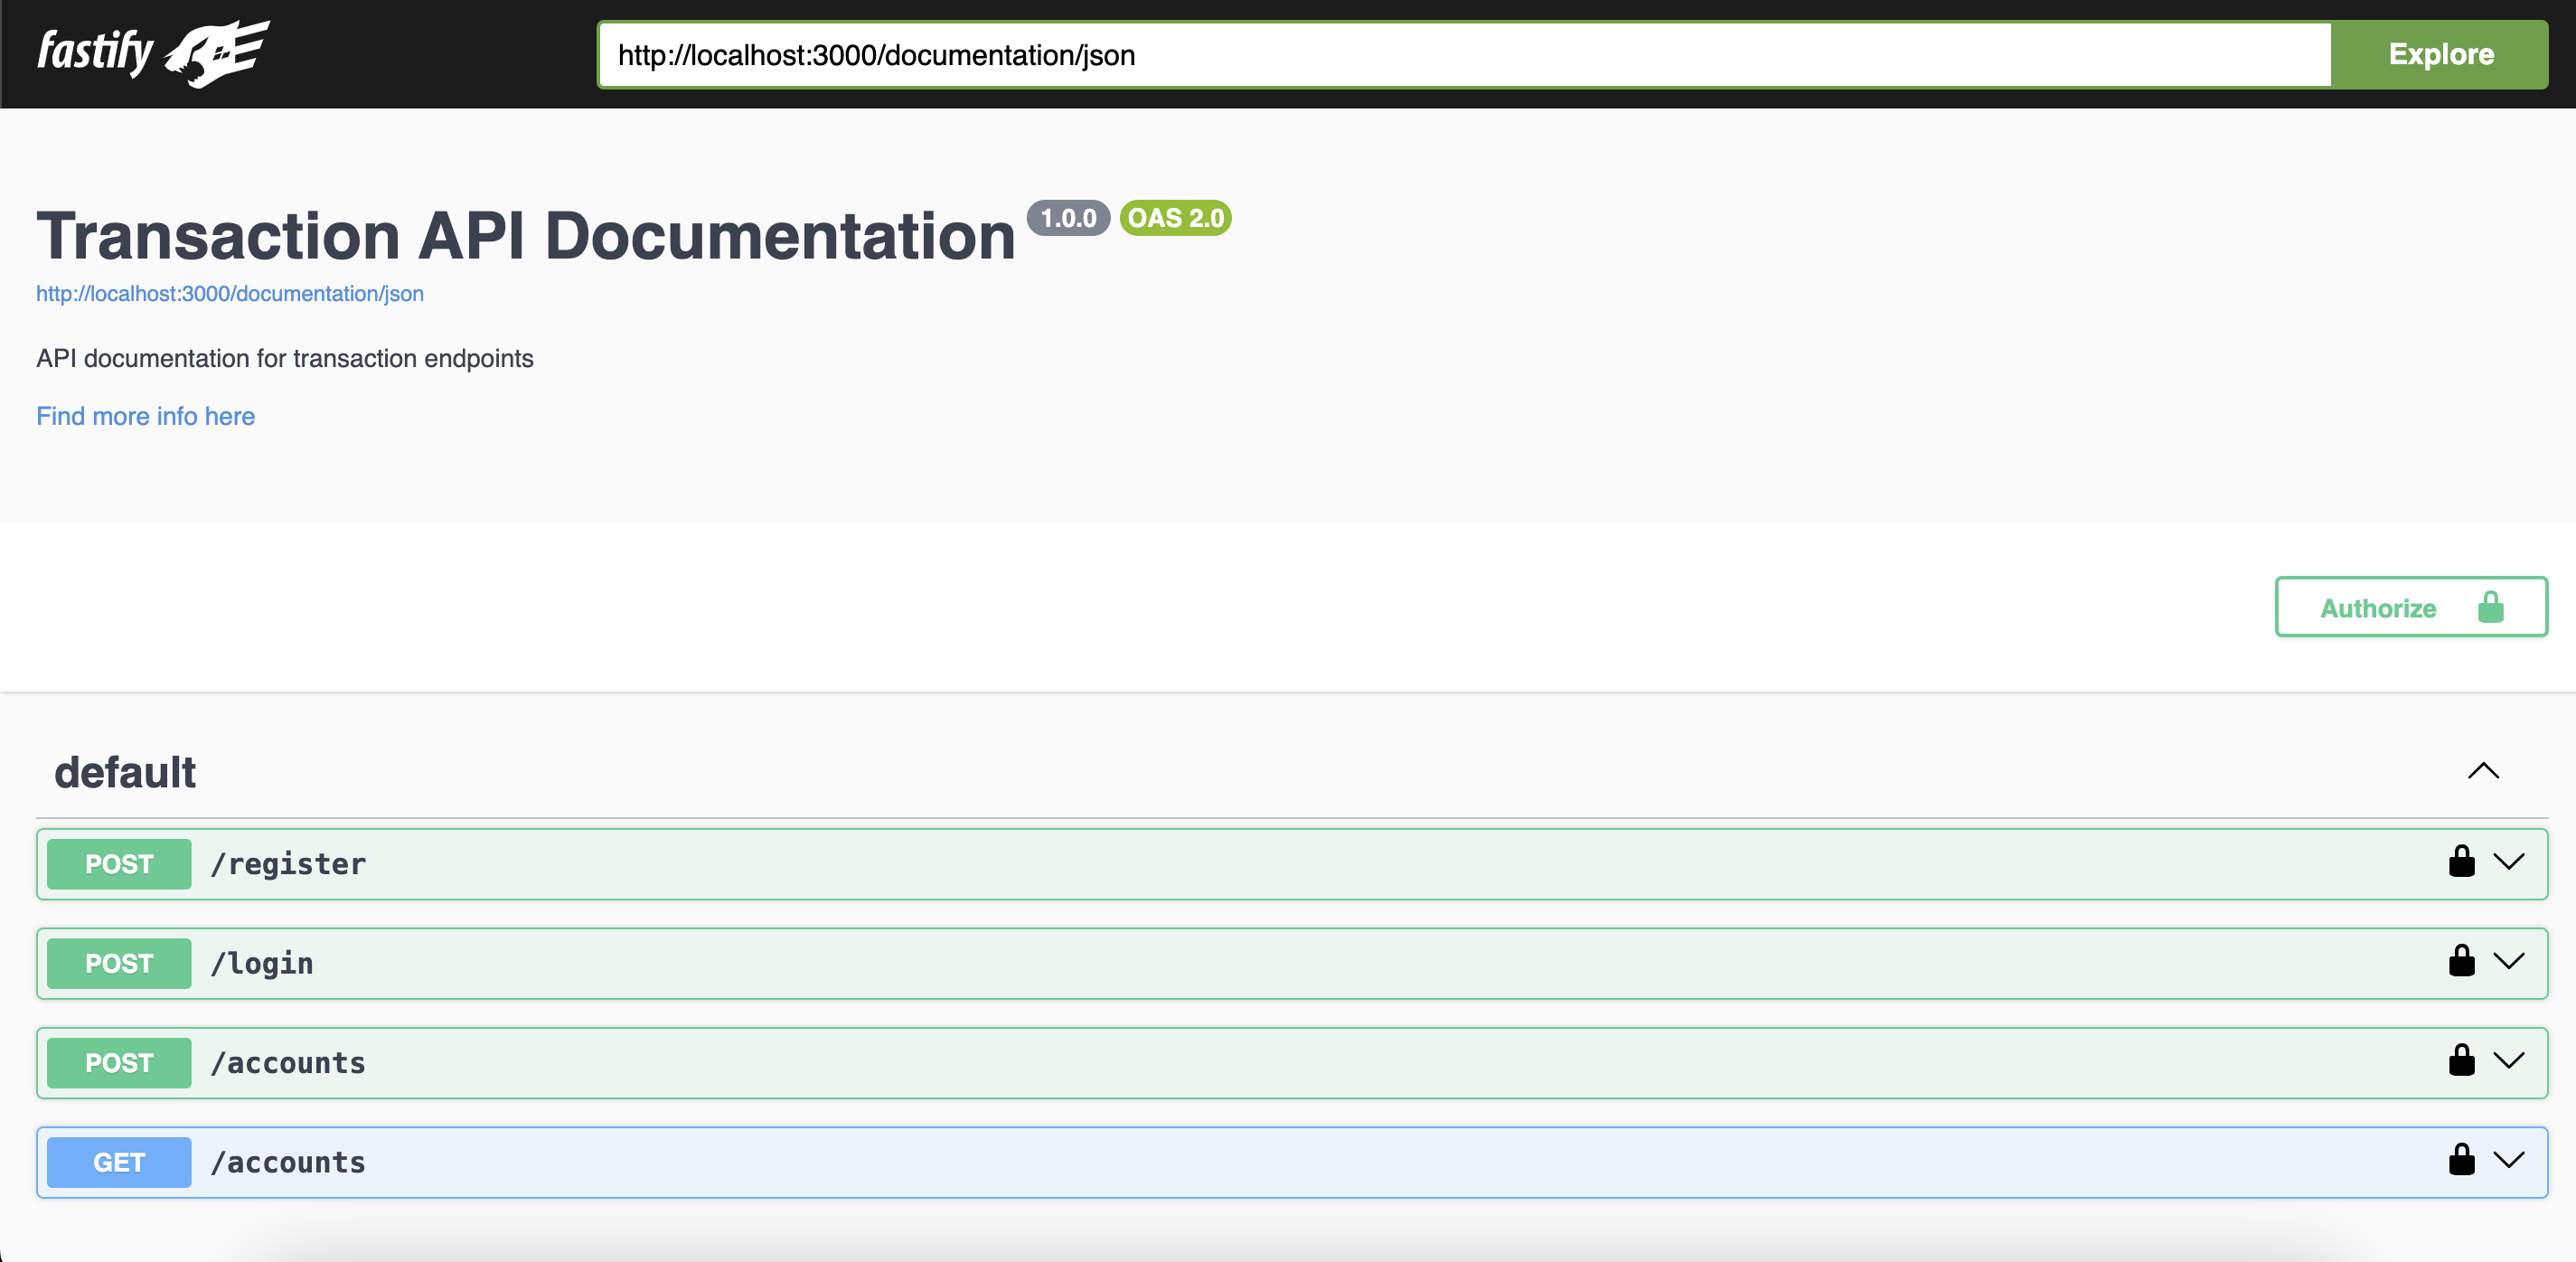 fastify
http://localhost:3000/documentation/json
Explore
Transaction API Documentation 1.0.0 OAS 2.0
http://localhost:3000/documentation/json
API documentation for transaction endpoints
Find more info here
Authorize
default
POST /register
POST /login
POST /accounts
GET /accounts